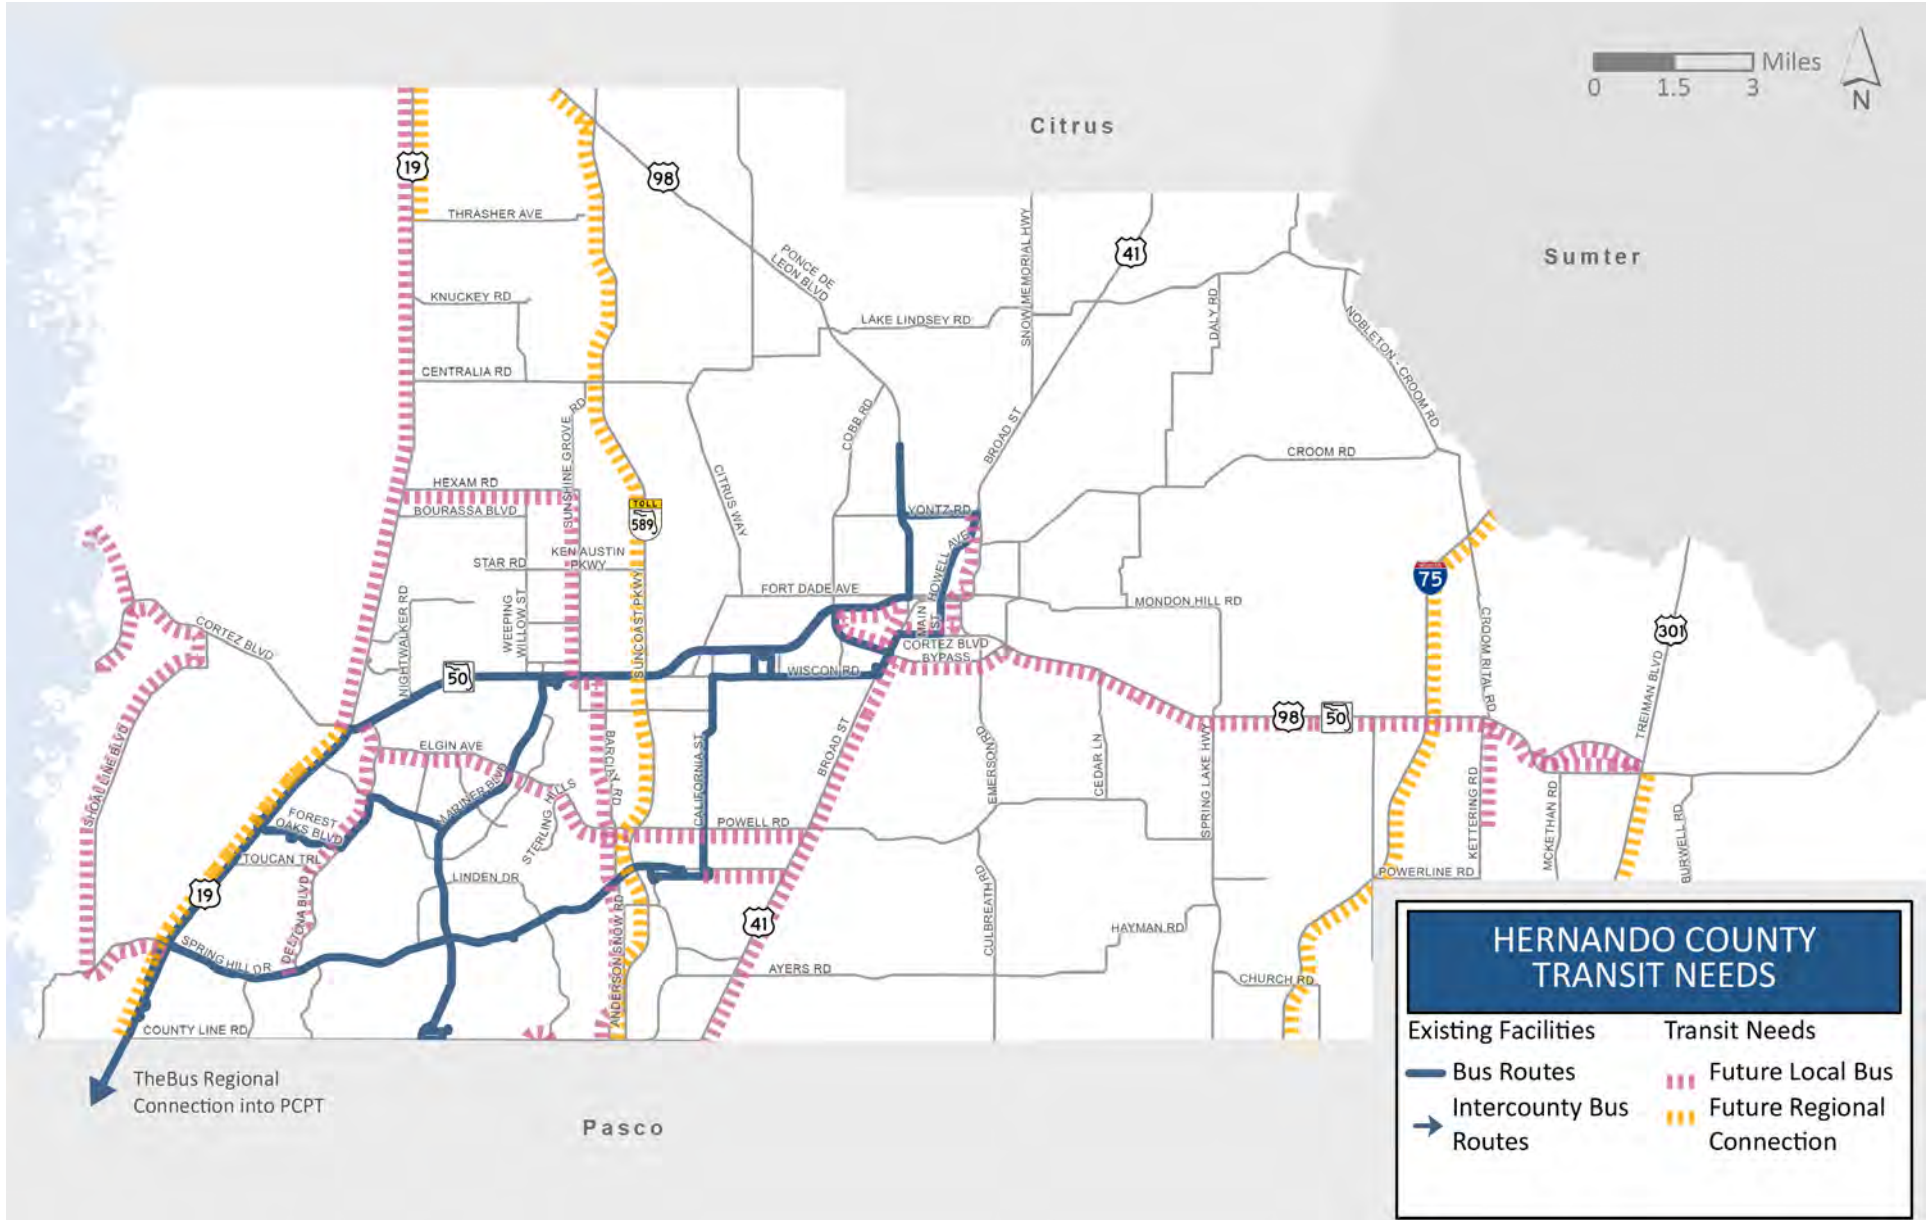 Miles
0 1.5 3
N
Citrus
19
98
THRASHER AVE
SNOW MEMORIAL HWY
41
Sumter
PONCE DE
LEON BLVD
KNUCKEY RD
DALY RD
LAKE LINDSEY RD
NOBLETON - CROOM RD
CENTRALIA RD
SUNSHINE GROVE RD
COBB RD
BROAD ST
CROOM RD
HEXAM RD
CITRUS WAY
BOURASSA BLVD
TOLL
589
YONTZ RD
HOWELL AVE
KEN AUSTIN
PKWY
STAR RD
75
FORT DADE AVE
MONDON HILL RD
NIGHTWALKER RD
WEEPING
WILLOW ST
SUNCOAST PKWY
MAIN
ST
CROOM RITAL RD
301
CORTEZ BLVD
CORTEZ BLVD
BYPASS
50
WISCON RD
TREIMAN BLVD
98
50
SHOAL LINE BLVD
ELGIN AVE
BARCLAY RD
CALIFORNIA ST
BROAD ST
EMERSON RD
CEDAR LN
SPRING LAKE HWY
MARINER BLVD
STERLING HILLS
KETTERING RD
MCKETHAN RD
BURWELL RD
FOREST
OAKS BLVD
POWELL RD
TOUCAN TRL
LINDEN DR
POWERLINE RD
19
DELTONA BLVD
ANDERSON SNOW RD
41
CULBREATH RD
HAYMAN RD
SPRING HILL DR
AYERS RD
CHURCH RD
COUNTY LINE RD
TheBus Regional
Connection into PCPT
Pasco
HERNANDO COUNTY
TRANSIT NEEDS
Existing Facilities
Bus Routes
Intercounty Bus
Routes
Transit Needs
Future Local Bus
Future Regional
Connection